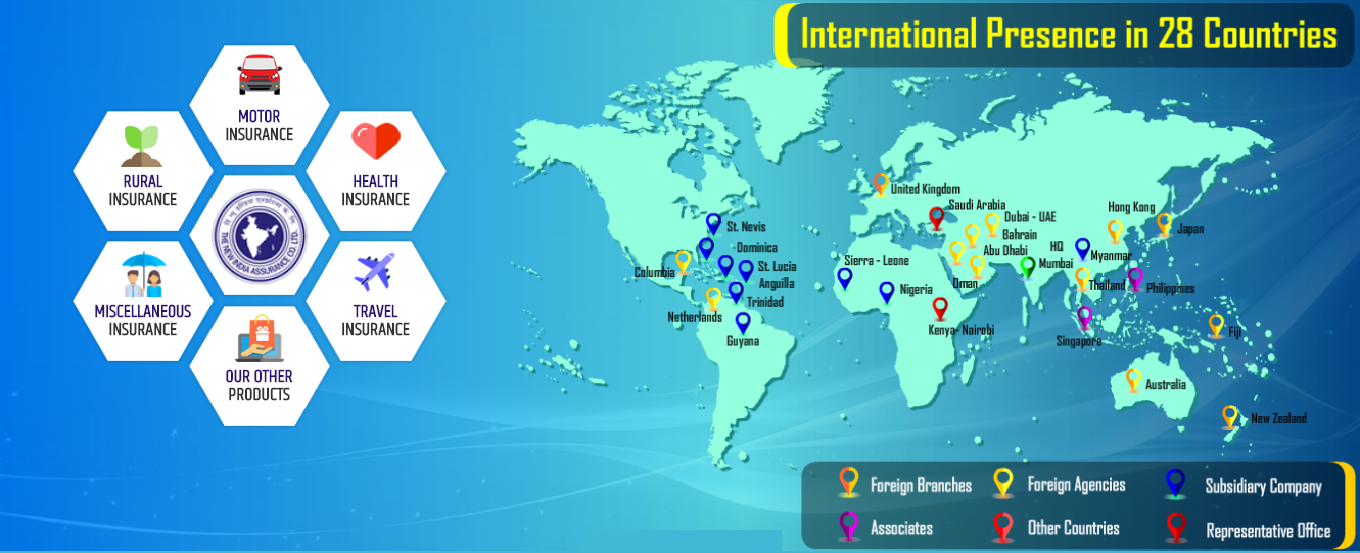 International Presence in 28 Countries
MOTOR
INSURANCE
RURAL
INSURANCE
HEALTH
INSURANCE
THE NEW INDIA ASSURANCE CO. LTD.
MISCELLANEOUS
INSURANCE
TRAVEL
INSURANCE
OUR OTHER
PRODUCTS
United Kingdom
Saudi Arabia
Dubai - UAE
Hong Kong
St. Nevis
Bahrain
Japan
Dominica
Abu Dhabi
HQ
Mumbai
Myanmar
Columbia
St. Lucia
Sierra - Leone
Anguilla
Oman
Thailand
Philippines
Trinidad
Nigeria
Netherlands
Kenya- Nairobi
Guyana
Singapore
Fiji
Australia
New Zealand
Foreign Branches
Foreign Agencies
Subsidiary Company
Associates
Other Countries
Representative Office